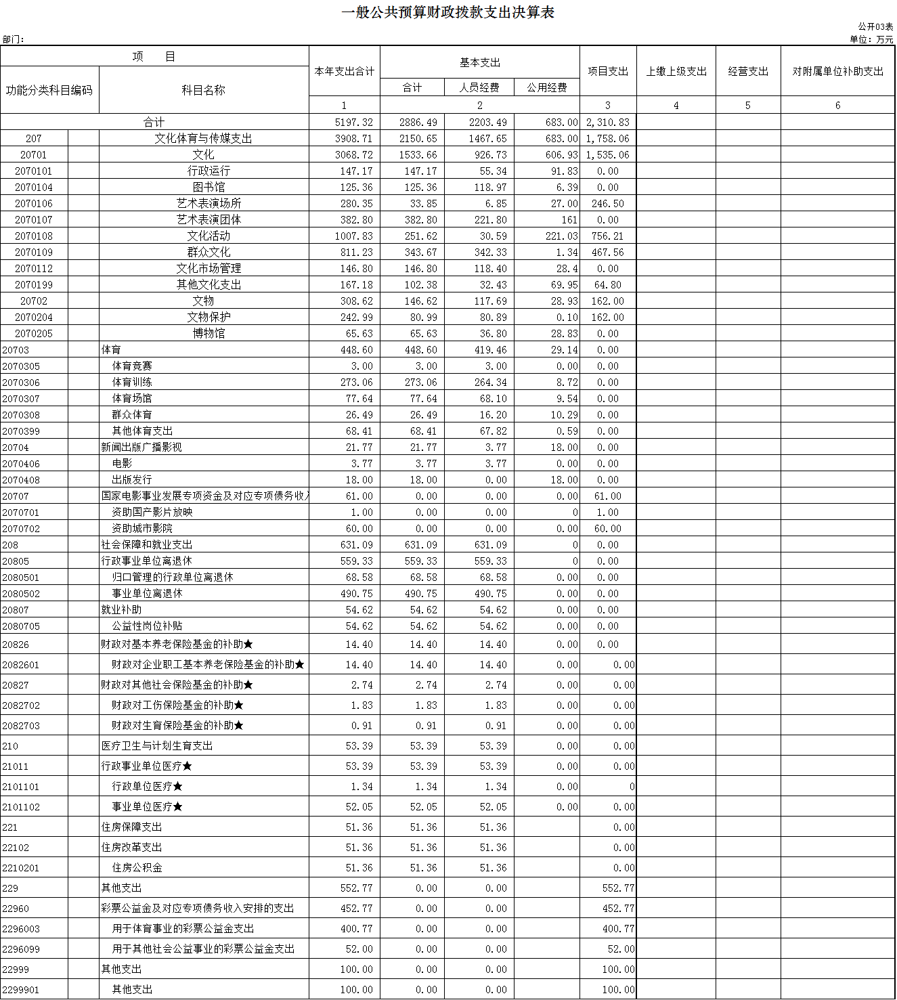 一般公共预算财政拨款支出决算表
公开03表
部门： 单位：万元
项 目 本年支出合计 基本支出 项目支出 上缴上级支出 经营支出 对附属单位补助支出
功能分类科目编码 科目名称 合计 人员经费 公用经费
1 2 3 4 5 6
合计 5197.32 2886.49 2203.49 683.00 2,310.83
207 文化体育与传媒支出 3908.71 2150.65 1467.65 683.00 1,758.06
20701 文化 3068.72 1533.66 926.73 606.93 1,535.06
2070101 行政运行 147.17 147.17 55.34 91.83 0.00
2070104 图书馆 125.36 125.36 118.97 6.39 0.00
2070106 艺术表演场所 280.35 33.85 6.85 27.00 246.50
2070107 艺术表演团体 382.80 382.80 221.80 161 0.00
2070108 文化活动 1007.83 251.62 30.59 221.03 756.21
2070109 群众文化 811.23 343.67 342.33 1.34 467.56
2070112 文化市场管理 146.80 146.80 118.40 28.4 0.00
2070199 其他文化支出 167.18 102.38 32.43 69.95 64.80
20702 文物 308.62 146.62 117.69 28.93 162.00
2070204 文物保护 242.99 80.99 80.89 0.10 162.00
2070205 博物馆 65.63 65.63 36.80 28.83 0.00
20703 体育 448.60 448.60 419.46 29.14 0.00
2070305 体育竞赛 3.00 3.00 3.00 0.00 0.00
2070306 体育训练 273.06 273.06 264.34 8.72 0.00
2070307 体育场馆 77.64 77.64 68.10 9.54 0.00
2070308 群众体育 26.49 26.49 16.20 10.29 0.00
2070399 其他体育支出 68.41 68.41 67.82 0.59 0.00
20704 新闻出版广播影视 21.77 21.77 3.77 18.00 0.00
2070406 电影 3.77 3.77 3.77 0.00 0.00
2070408 出版发行 18.00 18.00 0.00 18.00 0.00
20707 国家电影事业发展专项资金及对应专项债务收入 61.00 0.00 0.00 0.00 61.00
2070701 资助国产影片放映 1.00 0.00 0.00 0 1.00
2070702 资助城市影院 60.00 0.00 0.00 0.00 60.00
208 社会保障和就业支出 631.09 631.09 631.09 0 0.00
20805 行政事业单位离退休 559.33 559.33 559.33 0 0.00
2080501 归口管理的行政单位离退休 68.58 68.58 68.58 0.00 0.00
2080502 事业单位离退休 490.75 490.75 490.75 0.00 0.00
20807 就业补助 54.62 54.62 54.62 0.00 0.00
2080705 公益性岗位补贴 54.62 54.62 54.62 0.00 0.00
20826 财政对基本养老保险基金的补助★ 14.40 14.40 14.40 0.00 0.00
2082601 财政对企业职工基本养老保险基金的补助★ 14.40 14.40 14.40 0.00 0.00
20827 财政对其他社会保险基金的补助★ 2.74 2.74 2.74 0.00 0.00
2082702 财政对工伤保险基金的补助★ 1.83 1.83 1.83 0.00 0.00
2082703 财政对生育保险基金的补助★ 0.91 0.91 0.91 0.00 0.00
210 医疗卫生与计划生育支出 53.39 53.39 53.39 0.00 0.00
21011 行政事业单位医疗★ 53.39 53.39 53.39 0.00 0.00
2101101 行政单位医疗★ 1.34 1.34 1.34 0.00 0
2101102 事业单位医疗★ 52.05 52.05 52.05 0.00 0.00
221 住房保障支出 51.36 51.36 51.36 0.00
22102 住房改革支出 51.36 51.36 51.36 0.00
2210201 住房公积金 51.36 51.36 51.36 0.00
229 其他支出 552.77 0.00 0.00 552.77
22960 彩票公益金及对应专项债务收入安排的支出 452.77 0.00 0.00 452.77
2296003 用于体育事业的彩票公益金支出 400.77 0.00 0.00 400.77
2296099 用于其他社会公益事业的彩票公益金支出 52.00 0.00 0.00 52.00
22999 其他支出 100.00 0.00 0.00 100.00
2299901 其他支出 100.00 0.00 0.00 100.00